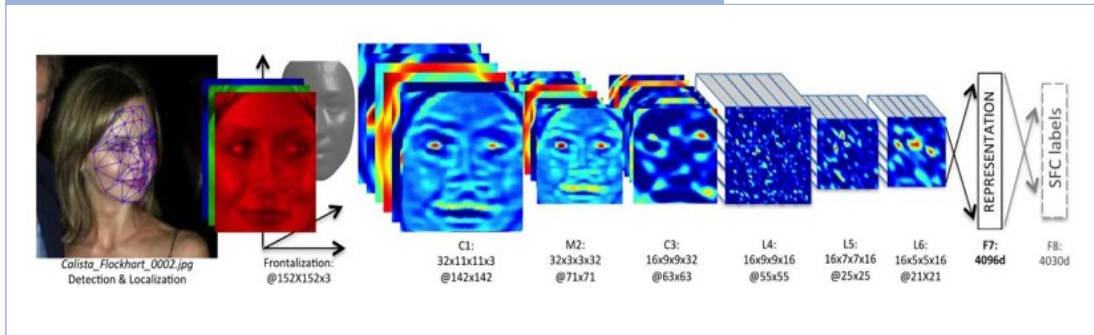 Calista_Flockhart_0002.jpg
Detection & Localization
Frontalization:
@152X152x3
C1:
32x11x11x3
@142x142
M2:
32x3x3x32
@71x71
C3:
16x9x9x32
@63x63
L4:
16x9x9x16
@55x55
L5:
16x7x7x16
@25x25
L6:
16x5x5x16
@21X21
REPRESENTATION
F7:
4096d
SFC labels
F8:
4030d